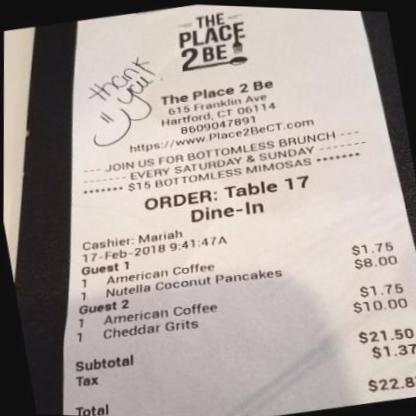 THE
PLACE
2 BE
thank
you!
The Place 2 Be
615 Franklin Ave
Hartford, CT 06114
8609047891
https://www.Place2BeCT.com
--- JOIN US FOR BOTTOMLESS BRUNCH ---
------- EVERY SATURDAY & SUNDAY -------
******* $15 BOTTOMLESS MIMOSAS *******
ORDER: Table 17
Dine-In
Cashier: Mariah
17-Feb-2018 9:41:47A
Guest 1
1 American Coffee $1.75
1 Nutella Coconut Pancakes $8.00
Guest 2
1 American Coffee $1.75
1 Cheddar Grits $10.00
Subtotal $21.50
Tax $1.37
Total